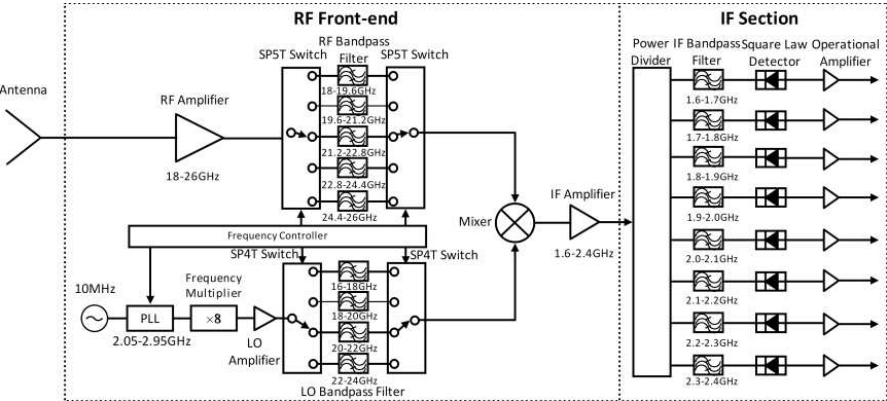 RF Front-end
IF Section
RF Bandpass
Filter
SP5T Switch
SP5T Switch
Power
Divider
IF Bandpass
Filter
Square Law
Detector
Operational
Amplifier
Antenna
RF Amplifier
18-26GHz
18-19.6GHz
19.6-21.2GHz
21.2-22.8GHz
22.8-24.4GHz
24.4-26GHz
Frequency Controller
SP4T Switch
SP4T Switch
Mixer
IF Amplifier
1.6-2.4GHz
10MHz
PLL
2.05-2.95GHz
Frequency
Multiplier
×8
LO
Amplifier
16-18GHz
18-20GHz
20-22GHz
22-24GHz
LO Bandpass Filter
1.6-1.7GHz
1.7-1.8GHz
1.8-1.9GHz
1.9-2.0GHz
2.0-2.1GHz
2.1-2.2GHz
2.2-2.3GHz
2.3-2.4GHz